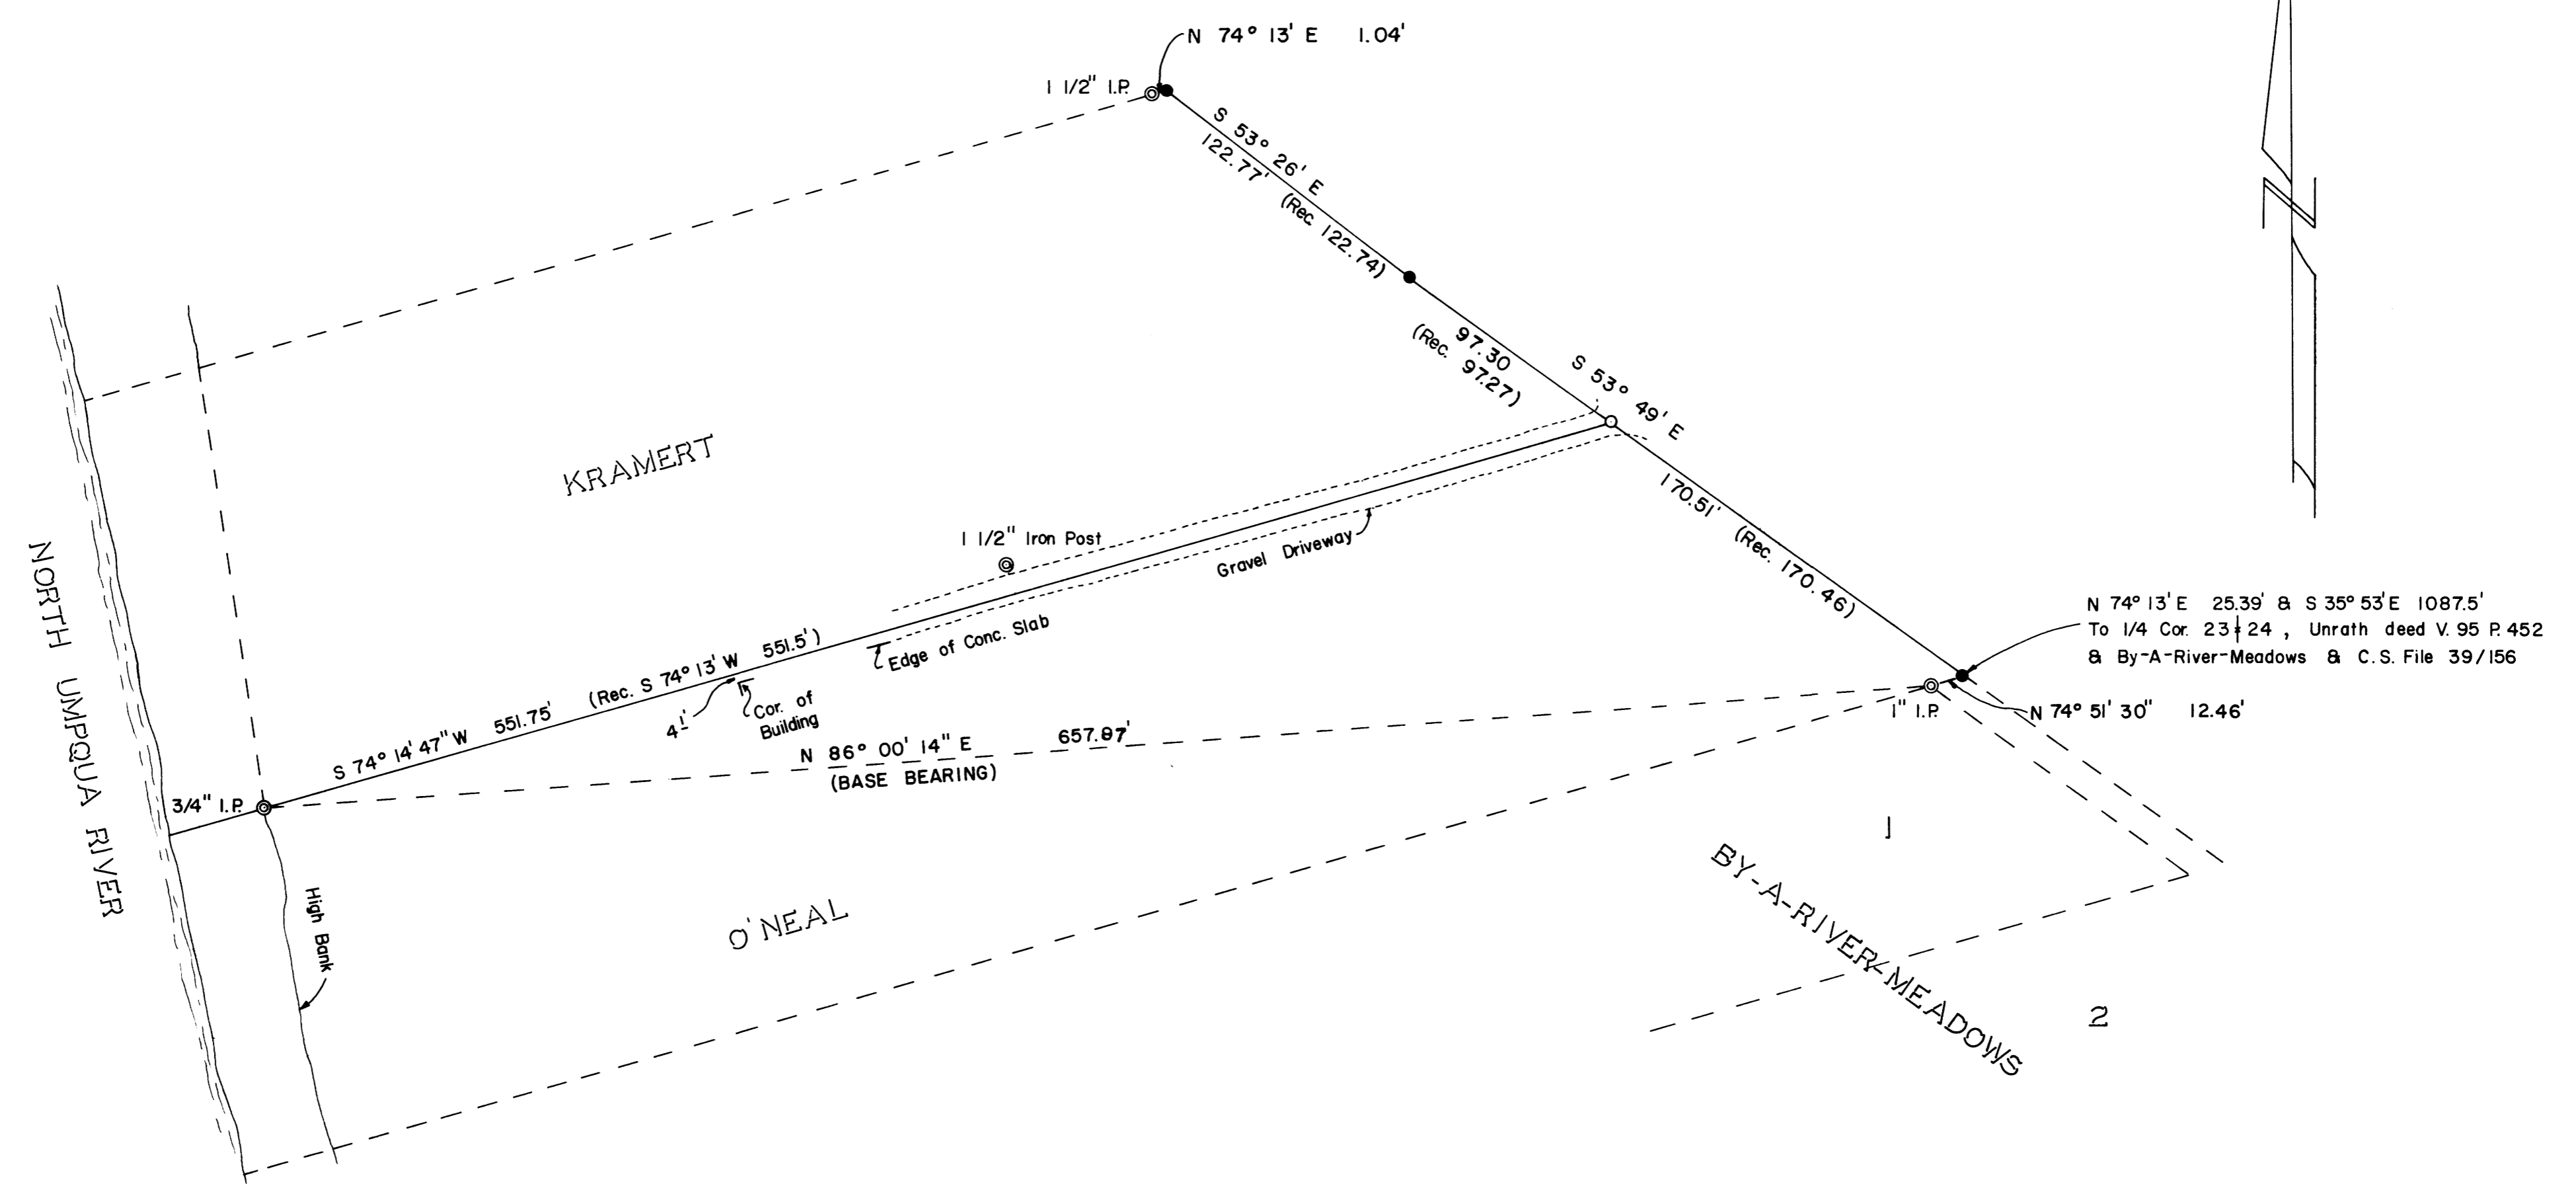 N 74° 13' E 1.04'
1 1/2" I.P.
S 53° 26' E
122.77' (Rec. 122.74)
97.30
(Rec. 97.27)
S 53° 49' E
170.51' (Rec. 170.46)
KRAMERT
1 1/2" Iron Post
Gravel Driveway
Edge of Conc. Slab
N 74° 13' E 25.39' & S 35° 53' E 1087.5'
To 1/4 Cor. 23 24 , Unrath deed V. 95 P. 452
& By-A-River-Meadows & C.S. File 39/156
1" I.P.
N 74° 51' 30" 12.46'
S 74° 14' 47" W 551.75' (Rec. S 74° 13' W 551.5')
4 1'
Cor. of
Building
N 86° 00' 14" E 657.87'
(BASE BEARING)
3/4" I.P.
NORTH UMPQUA RIVER
High Bank
O'NEAL
1
BY-A-RIVER-MEADOWS
2
N